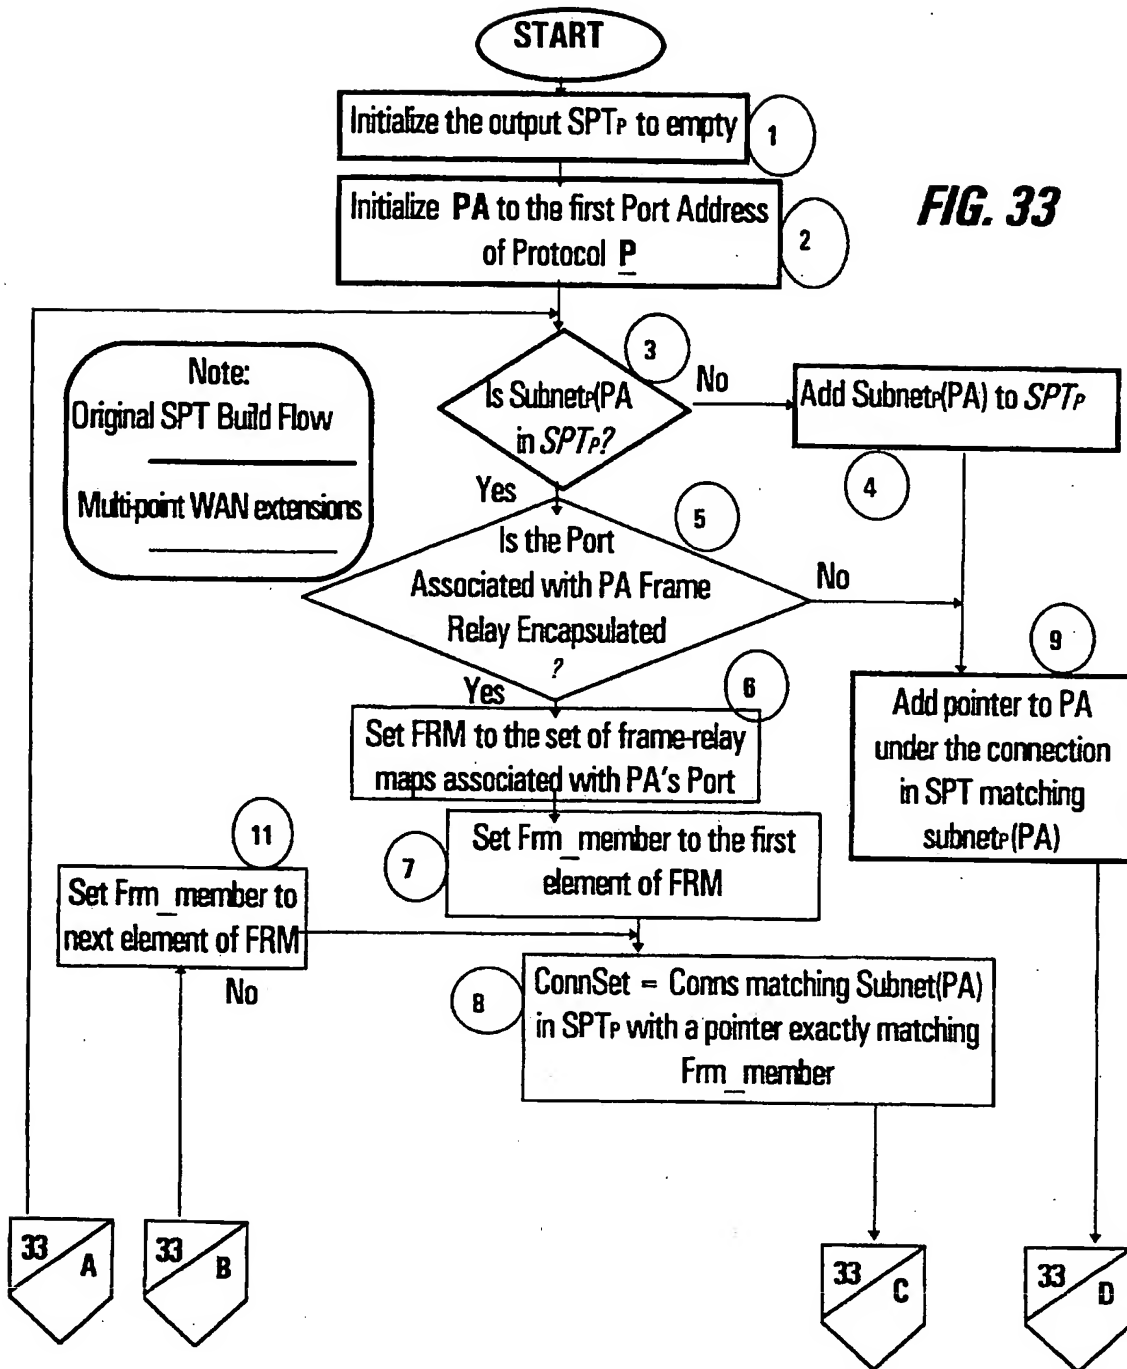 START
Initialize the output SPTP to empty
1
Initialize PA to the first Port Address
of Protocol P
2
FIG. 33
3
Is SubnetP(PA
in SPTP?
No
Add SubnetP(PA) to SPTP
4
Note:
Original SPT Build Flow
Multi-point WAN extensions
Yes
5
Is the Port
Associated with PA Frame
Relay Encapsulated
?
No
Yes
6
Set FRM to the set of frame-relay
maps associated with PA's Port
9
Add pointer to PA
under the connection
in SPT matching
subnetP(PA)
7
Set Frm_member to the first
element of FRM
11
Set Frm_member to
next element of FRM
No
8
ConnSet = Conns matching Subnet(PA)
in SPTP with a pointer exactly matching
Frm_member
33 A
33 B
33 C
33 D